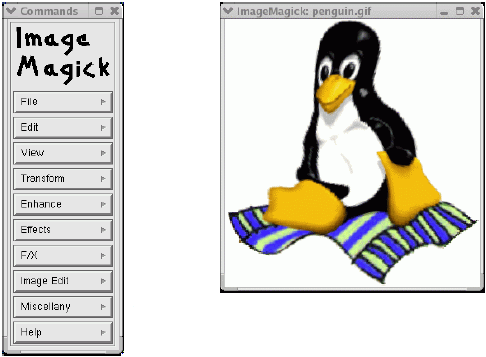 Commands
Image
Magick
File
Edit
View
Transform
Enhance
Effects
F/X
Image Edit
Miscellany
Help
ImageMagick: penguin.gif